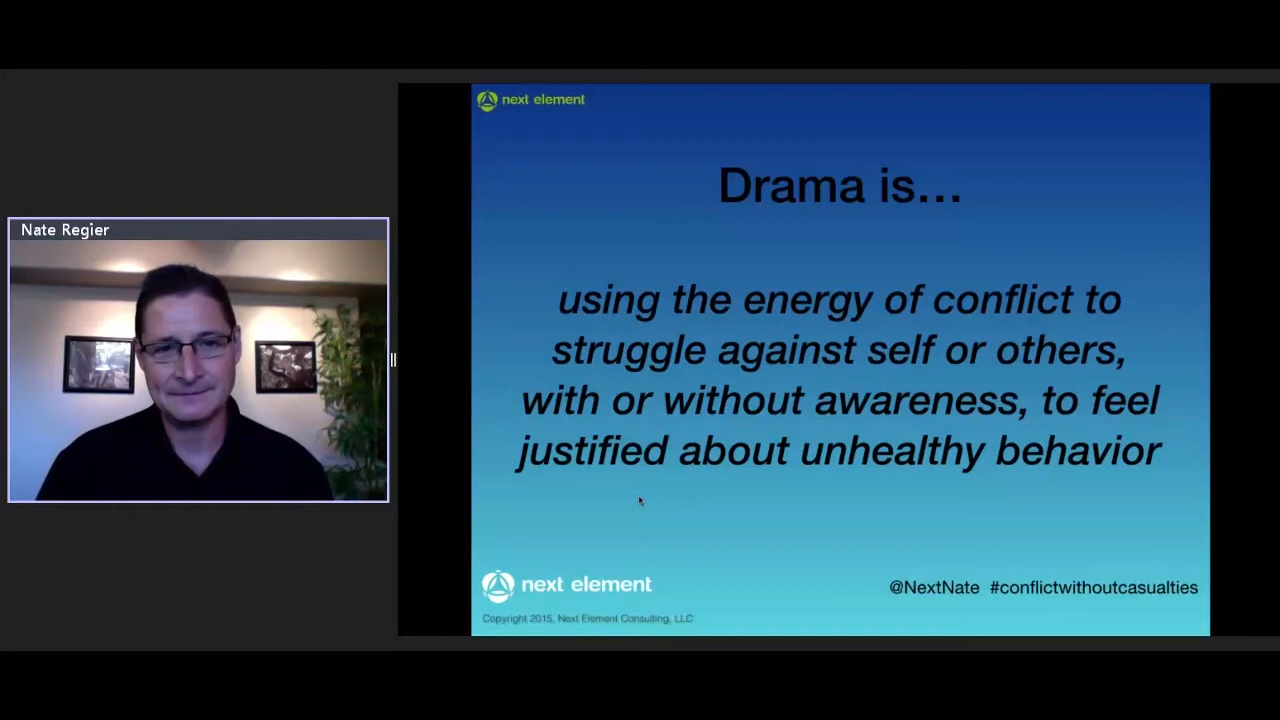 Nate Regier
next element
Drama is…
using the energy of conflict to
struggle against self or others,
with or without awareness, to feel
justified about unhealthy behavior
next element
@NextNate #conflictwithoutcasualties
Copyright 2015, Next Element Consulting, LLC